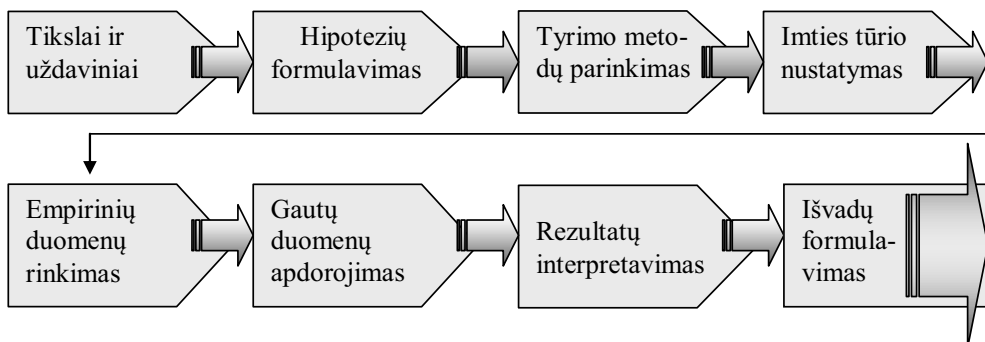 Tikslai ir
uždaviniai
Hipotezių
formulavimas
Tyrimo meto-
dų parinkimas
Imties tūrio
nustatymas
Empirinių
duomenų
rinkimas
Gautų
duomenų
apdorojimas
Rezultatų
interpretavimas
Išvadų
formula-
vimas